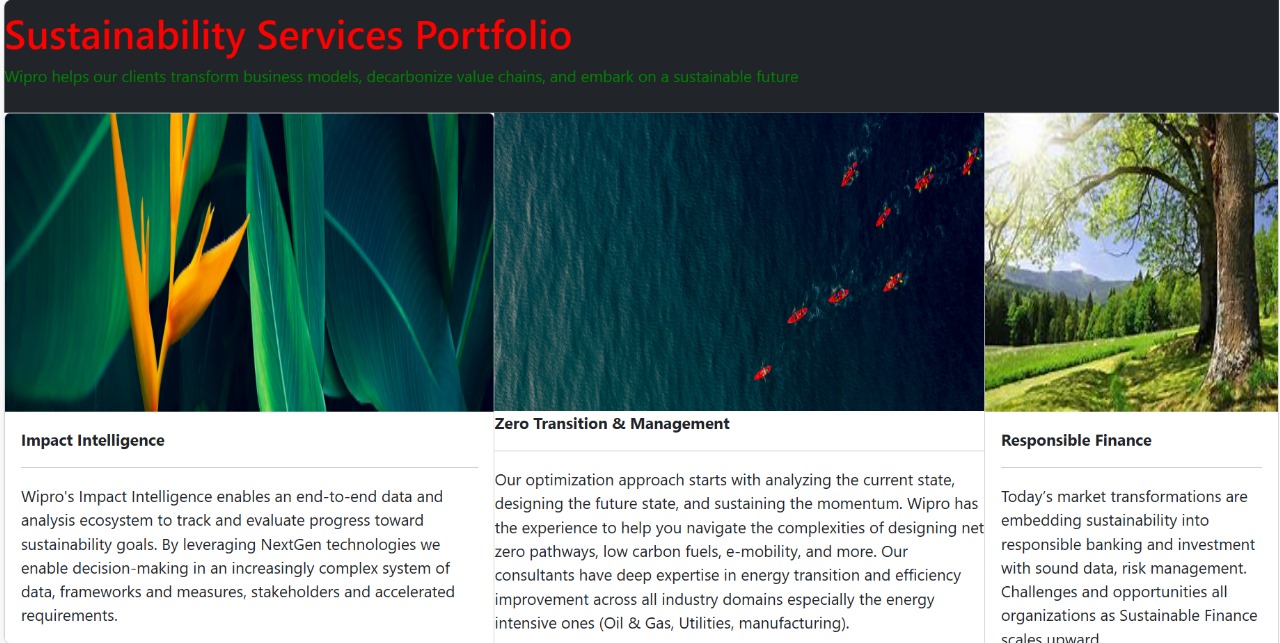 Sustainability Services Portfolio
Wipro helps our clients transform business models, decarbonize value chains, and embark on a sustainable future
Impact Intelligence
Wipro's Impact Intelligence enables an end-to-end data and
analysis ecosystem to track and evaluate progress toward
sustainability goals. By leveraging NextGen technologies we
enable decision-making in an increasingly complex system of
data, frameworks and measures, stakeholders and accelerated
requirements.
Zero Transition & Management
Our optimization approach starts with analyzing the current state,
designing the future state, and sustaining the momentum. Wipro has
the experience to help you navigate the complexities of designing net
zero pathways, low carbon fuels, e-mobility, and more. Our
consultants have deep expertise in energy transition and efficiency
improvement across all industry domains especially the energy
intensive ones (Oil & Gas, Utilities, manufacturing).
Responsible Finance
Today’s market transformations are
embedding sustainability into
responsible banking and investment
with sound data, risk management.
Challenges and opportunities all
organizations as Sustainable Finance
scales upward